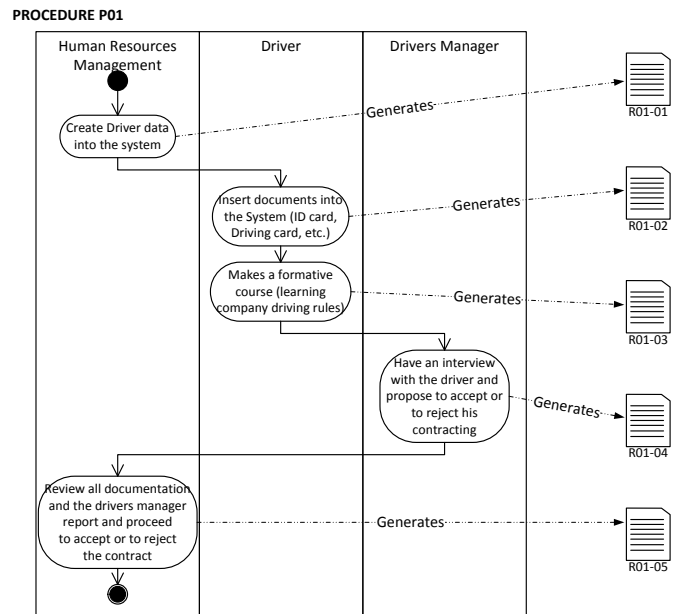 PROCEDURE P01
Human Resources
Management
Driver
Drivers Manager
Create Driver data
into the system
Generates
R01-01
Insert documents into
the System (ID card,
Driving card, etc.)
Generates
R01-02
Makes a formative
course (learning
company driving rules)
Generates
R01-03
Have an interview
with the driver and
propose to accept or
to reject his
contracting
Generates
R01-04
Review all documentation
and the drivers manager
report and proceed
to accept or to reject
the contract
Generates
R01-05